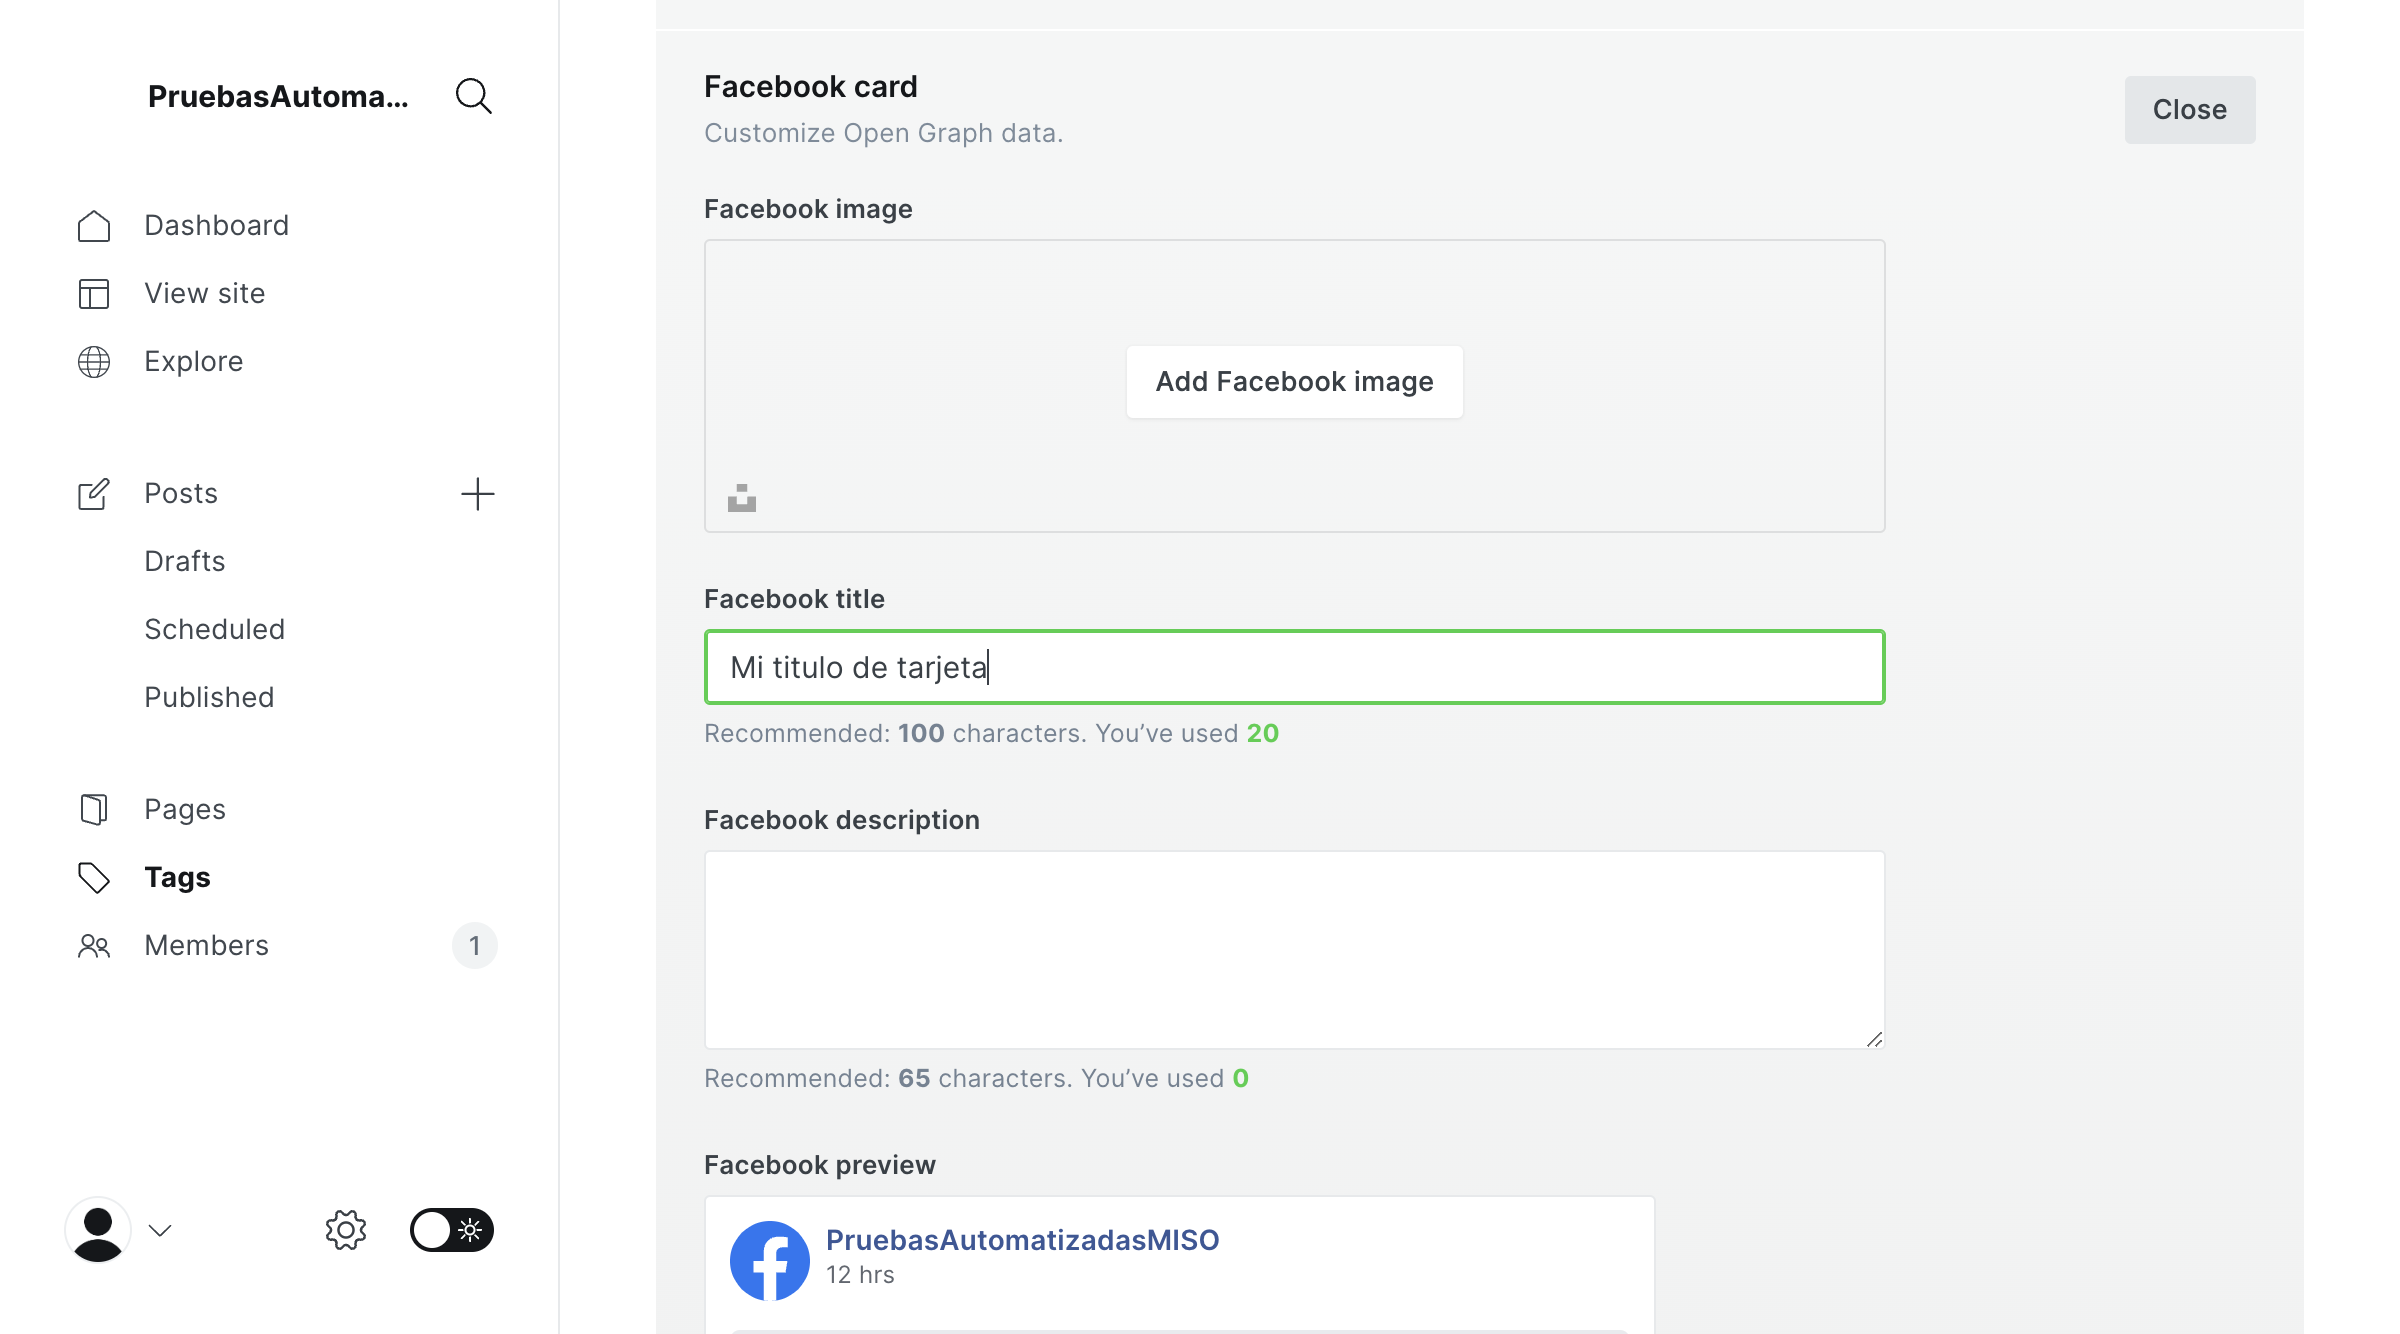 PruebasAutoma...
Dashboard
View site
Explore
Posts
Drafts
Scheduled
Published
Pages
Tags
Members 1
Facebook card
Customize Open Graph data.
Close
Facebook image
Add Facebook image
Facebook title
Mi titulo de tarjeta
Recommended: 100 characters. You’ve used 20
Facebook description
Recommended: 65 characters. You’ve used 0
Facebook preview
PruebasAutomatizadasMISO
12 hrs